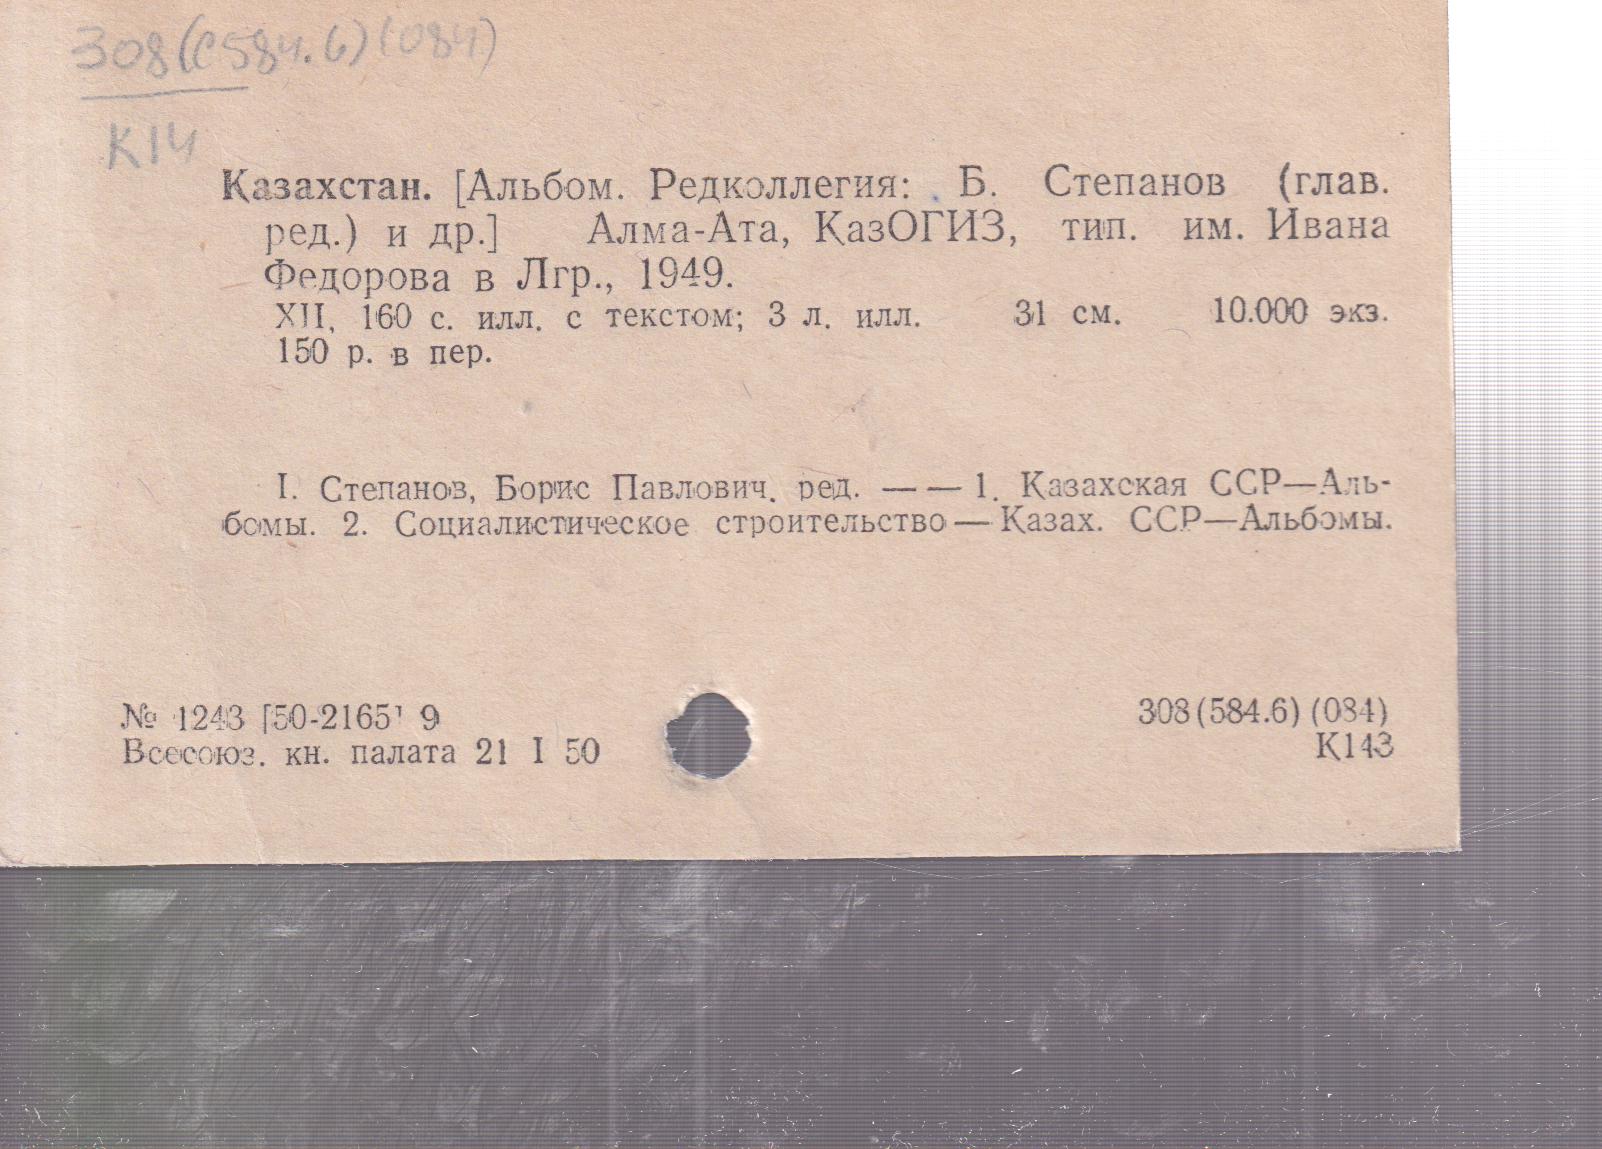 308(С584.6)(084)
К14
Казахстан. [Альбом. Редколлегия: Б. Степанов (глав.
ред.) и др.] Алма-Ата, КазОГИЗ, тип. им. Ивана
Федорова в Лгр., 1949.
XII, 160 с. илл. с текстом; 3 л. илл. 31 см. 10.000 экз.
150 р. в пер.
I. Степанов, Борис Павлович. ред. — — 1. Казахская ССР—Аль-
бомы. 2. Социалистическое строительство — Казах. ССР—Альбомы.
№ 1243 [50-2165] 9 308(584.6)(084)
Всесоюз. кн. палата 21 I 50 К143